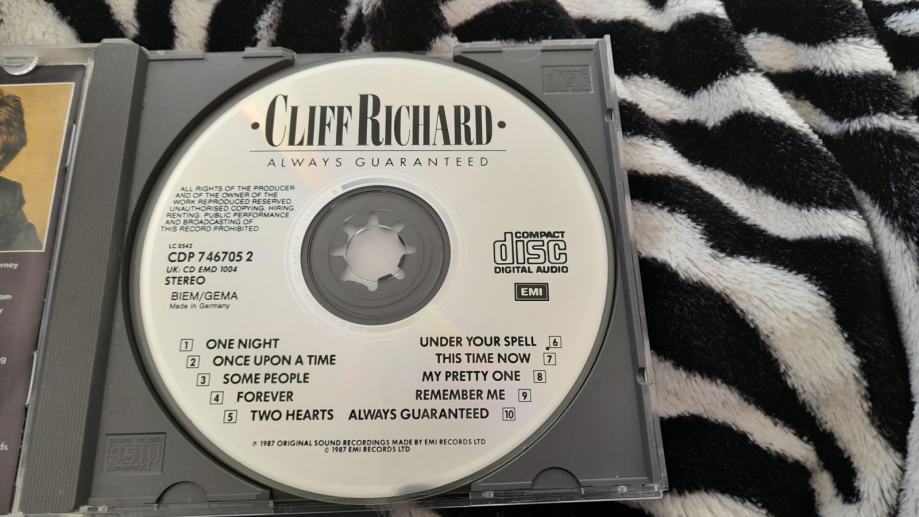 ·CLIFF RICHARD·
ALWAYS GUARANTEED
ALL RIGHTS OF THE PRODUCER
AND OF THE OWNER OF THE
WORK REPRODUCED RESERVED
UNAUTHORISED COPYING, HIRING,
RENTING, PUBLIC PERFORMANCE
AND BROADCASTING OF
THIS RECORD PROHIBITED
LC 0542
CDP 7 46705 2
UK: CD EMD 1004
STEREO
BIEM/GEMA
Made in Germany
COMPACT
disc
DIGITAL AUDIO
EMI
1 ONE NIGHT
2 ONCE UPON A TIME
3 SOME PEOPLE
4 FOREVER
5 TWO HEARTS
UNDER YOUR SPELL 6
THIS TIME NOW 7
MY PRETTY ONE 8
REMEMBER ME 9
ALWAYS GUARANTEED 10
℗ 1987 ORIGINAL SOUND RECORDINGS MADE BY EMI RECORDS LTD
© 1987 EMI RECORDS LTD